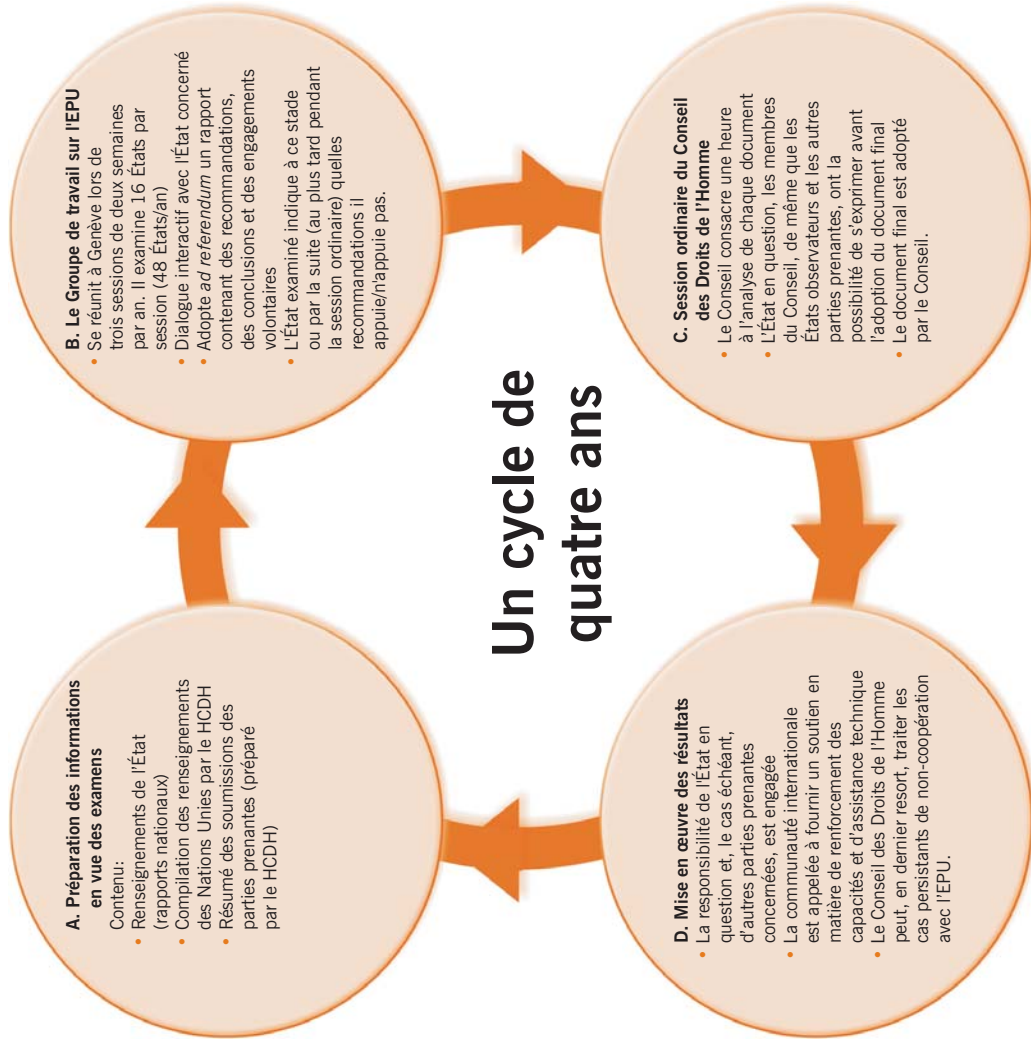 A. Préparation des informations
en vue des examens
Contenu:
• Renseignements de l'État
(rapports nationaux)
• Compilation des renseignements
des Nations Unies par le HCDH
• Résumé des soumissions des
parties prenantes (préparé
par le HCDH)
B. Le Groupe de travail sur l'EPU
• Se réunit à Genève lors de
trois sessions de deux semaines
par an. Il examine 16 États par
session (48 États/an)
• Dialogue interactif avec l'État concerné
• Adopte ad referendum un rapport
contenant des recommandations,
des conclusions et des engagements
volontaires
• L'État examiné indique à ce stade
ou par la suite (au plus tard pendant
la session ordinaire) quelles
recommandations il
appuie/n'appuie pas.
Un cycle de
quatre ans
C. Session ordinaire du Conseil
des Droits de l'Homme
• Le Conseil consacre une heure
à l'analyse de chaque document
• L'État en question, les membres
du Conseil, de même que les
États observateurs et les autres
parties prenantes, ont la
possibilité de s'exprimer avant
l'adoption du document final
• Le document final est adopté
par le Conseil.
D. Mise en œuvre des résultats
• La responsabilité de l'État en
question et, le cas échéant,
d'autres parties prenantes
concernées, est engagée
• La communauté internationale
est appelée à fournir un soutien en
matière de renforcement des
capacités et d'assistance technique
• Le Conseil des Droits de l'Homme
peut, en dernier resort, traiter les
cas persistants de non-coopération
avec l'EPU.